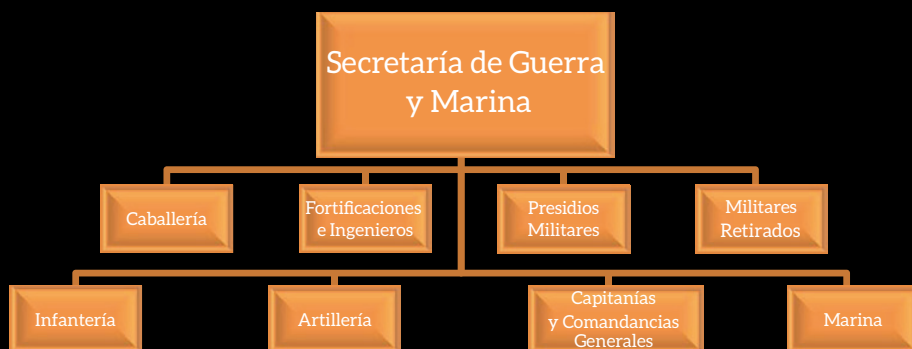 Secretaría de Guerra
y Marina
Caballería
Fortificaciones
e Ingenieros
Presidios
Militares
Militares
Retirados
Infantería
Artillería
Capitanías
y Comandancias
Generales
Marina